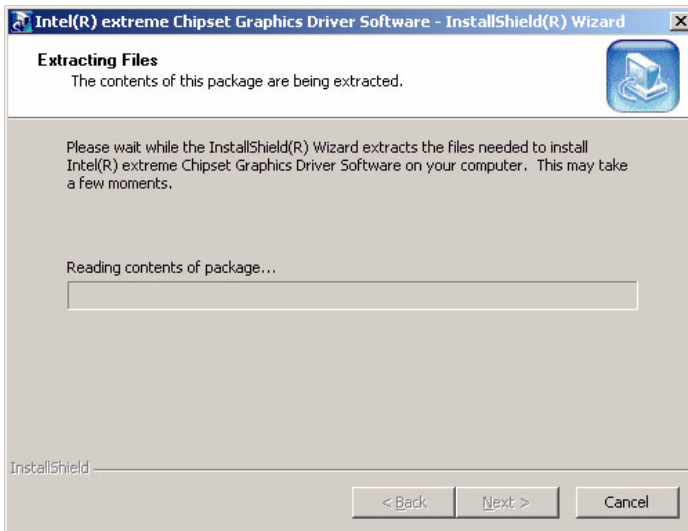 Intel(R) extreme Chipset Graphics Driver Software - InstallShield(R) Wizard
Extracting Files
The contents of this package are being extracted.
Please wait while the InstallShield(R) Wizard extracts the files needed to install
Intel(R) extreme Chipset Graphics Driver Software on your computer. This may take
a few moments.
Reading contents of package...
InstallShield
< Back
Next >
Cancel